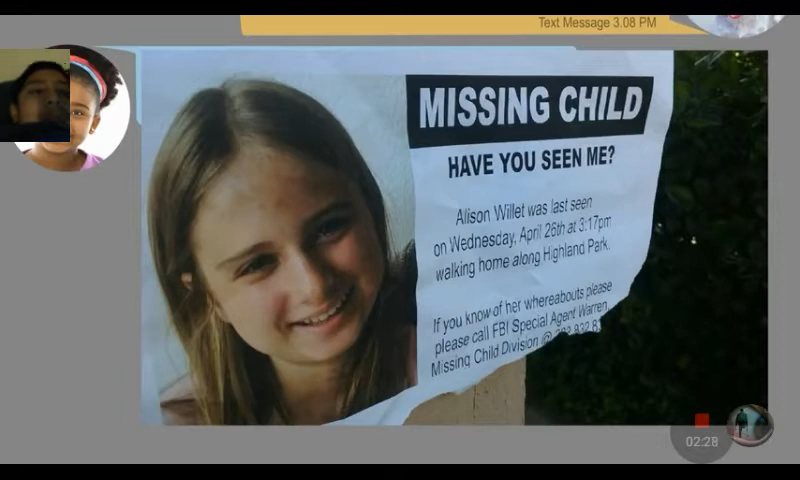 Text Message 3.08 PM
MISSING CHILD
HAVE YOU SEEN ME?
Alison Willet was last seen
on Wednesday, April 26th at 3:17pm
walking home along Highland Park.
If you know of her whereabouts please
please call FBI Special Agent Warren
Missing Child Division @
02:28